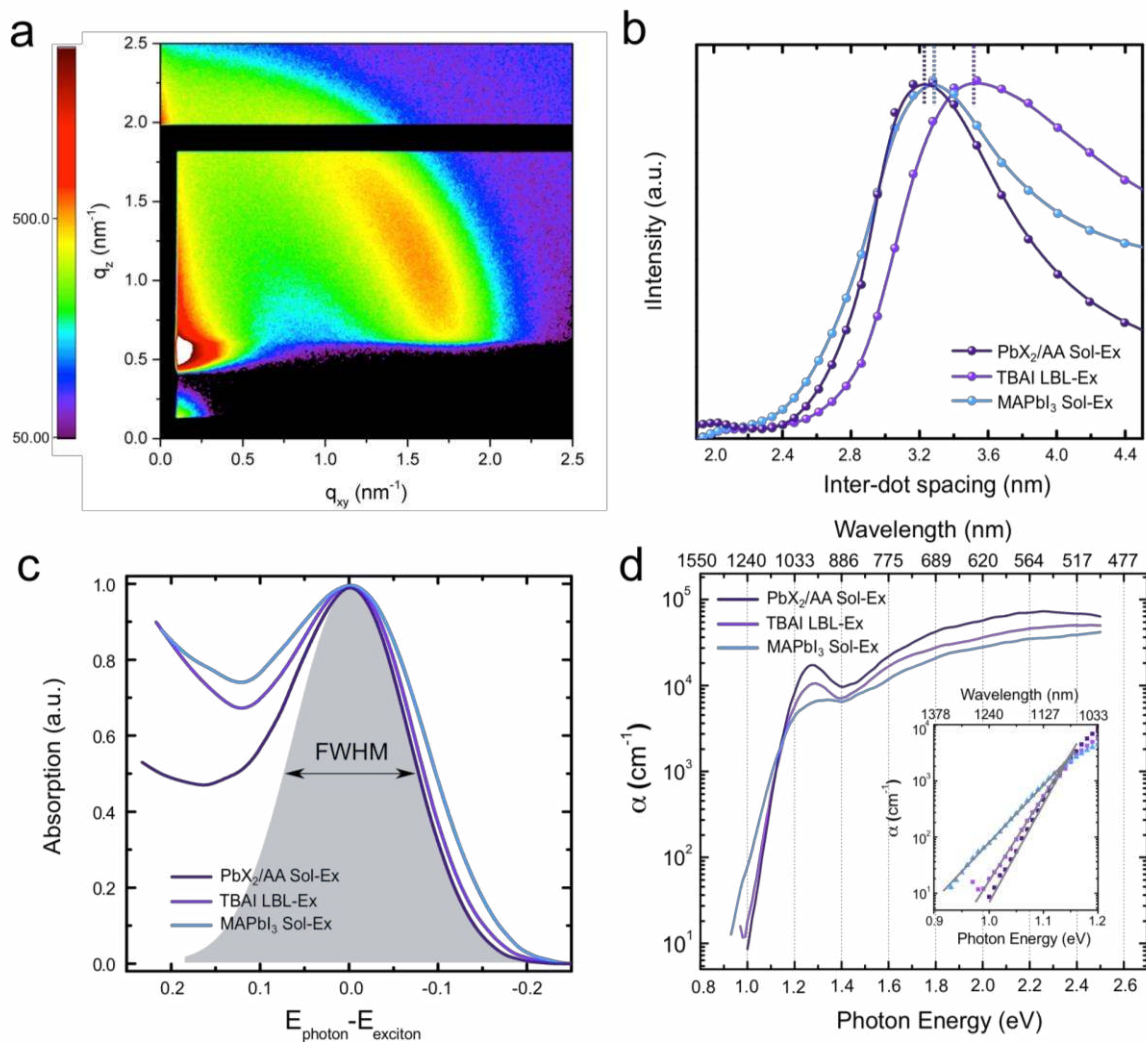 a
2.5
2.0
1.5
1.0
0.5
0.0
500.0
50.00
q_z (nm⁻¹)
0.0 0.5 1.0 1.5 2.0 2.5
q_xy (nm⁻¹)
b
IIntensity (a.u.)
PbX₂/AA Sol-Ex
TBAI LBL-Ex
MAPbI₃ Sol-Ex
2.0 2.4 2.8 3.2 3.6 4.0 4.4
Inter-dot spacing (nm)
c
1.0
0.8
0.6
0.4
0.2
0.0
Absorption (a.u.)
FWHM
PbX₂/AA Sol-Ex
TBAI LBL-Ex
MAPbI₃ Sol-Ex
0.2 0.1 0.0 -0.1 -0.2
E_photon-E_exciton
d
Wavelength (nm)
1550 1240 1033 886 775 689 620 564 517 477
10⁵
10⁴
10³
10²
10¹
α (cm⁻¹)
PbX₂/AA Sol-Ex
TBAI LBL-Ex
MAPbI₃ Sol-Ex
Wavelength (nm)
1378 1240 1127 1033
10⁴
10³
10²
10¹
α (cm⁻¹)
0.9 1.0 1.1 1.2
Photon Energy (eV)
0.8 1.0 1.2 1.4 1.6 1.8 2.0 2.2 2.4 2.6
Photon Energy (eV)